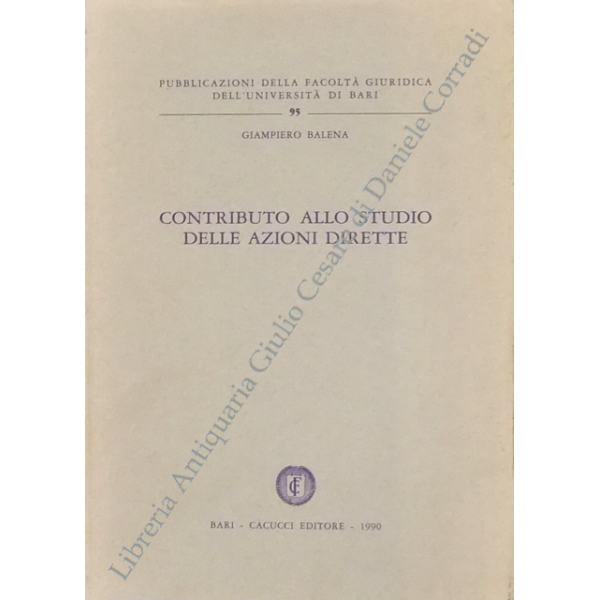 PUBBLICAZIONI DELLA FACOLTÀ GIURIDICA
DELL'UNIVERSITÀ DI BARI
95
GIAMPIERO BALENA
CONTRIBUTO ALLO STUDIO
DELLE AZIONI DIRETTE
BARI - CACUCCI EDITORE - 1990
Libreria Antiquaria Giulio Cesare di Daniele Corradi